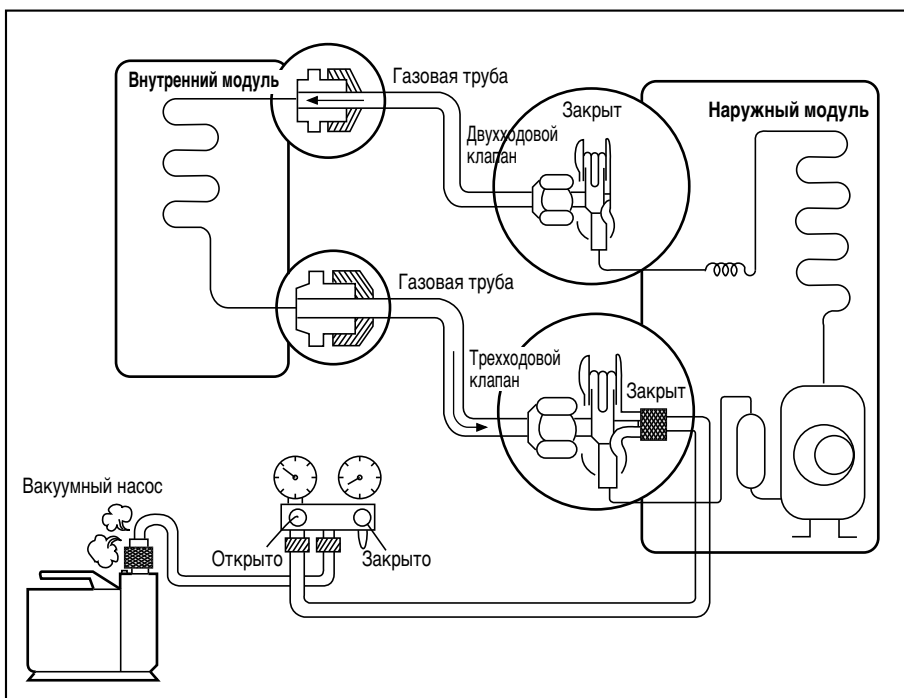 Внутренний модуль
Газовая труба
Закрыт
Наружный модуль
Двухходовой
клапан
Газовая труба
Трехходовой
клапан
Закрыт
Вакуумный насос
Открыто
Закрыто